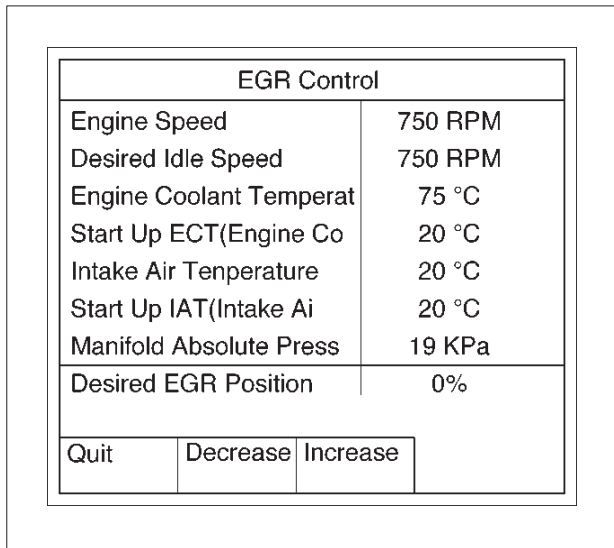 EGR Control
Engine Speed 750 RPM
Desired Idle Speed 750 RPM
Engine Coolant Temperat 75 °C
Start Up ECT(Engine Co 20 °C
Intake Air Tenperature 20 °C
Start Up IAT(Intake Ai 20 °C
Manifold Absolute Press 19 KPa
Desired EGR Position 0%
Quit Decrease Increase